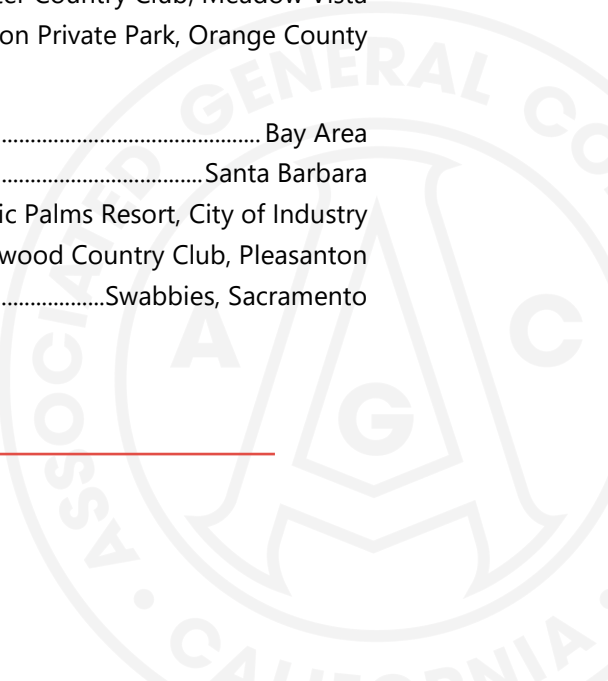 Country Club, Meadow Vista
on Private Park, Orange County
........................................... Bay Area
..................................Santa Barbara
ic Palms Resort, City of Industry
wood Country Club, Pleasanton
..................Swabbies, Sacramento
ASSOCIATED GENERAL CO
A G C
CALIFORNIA